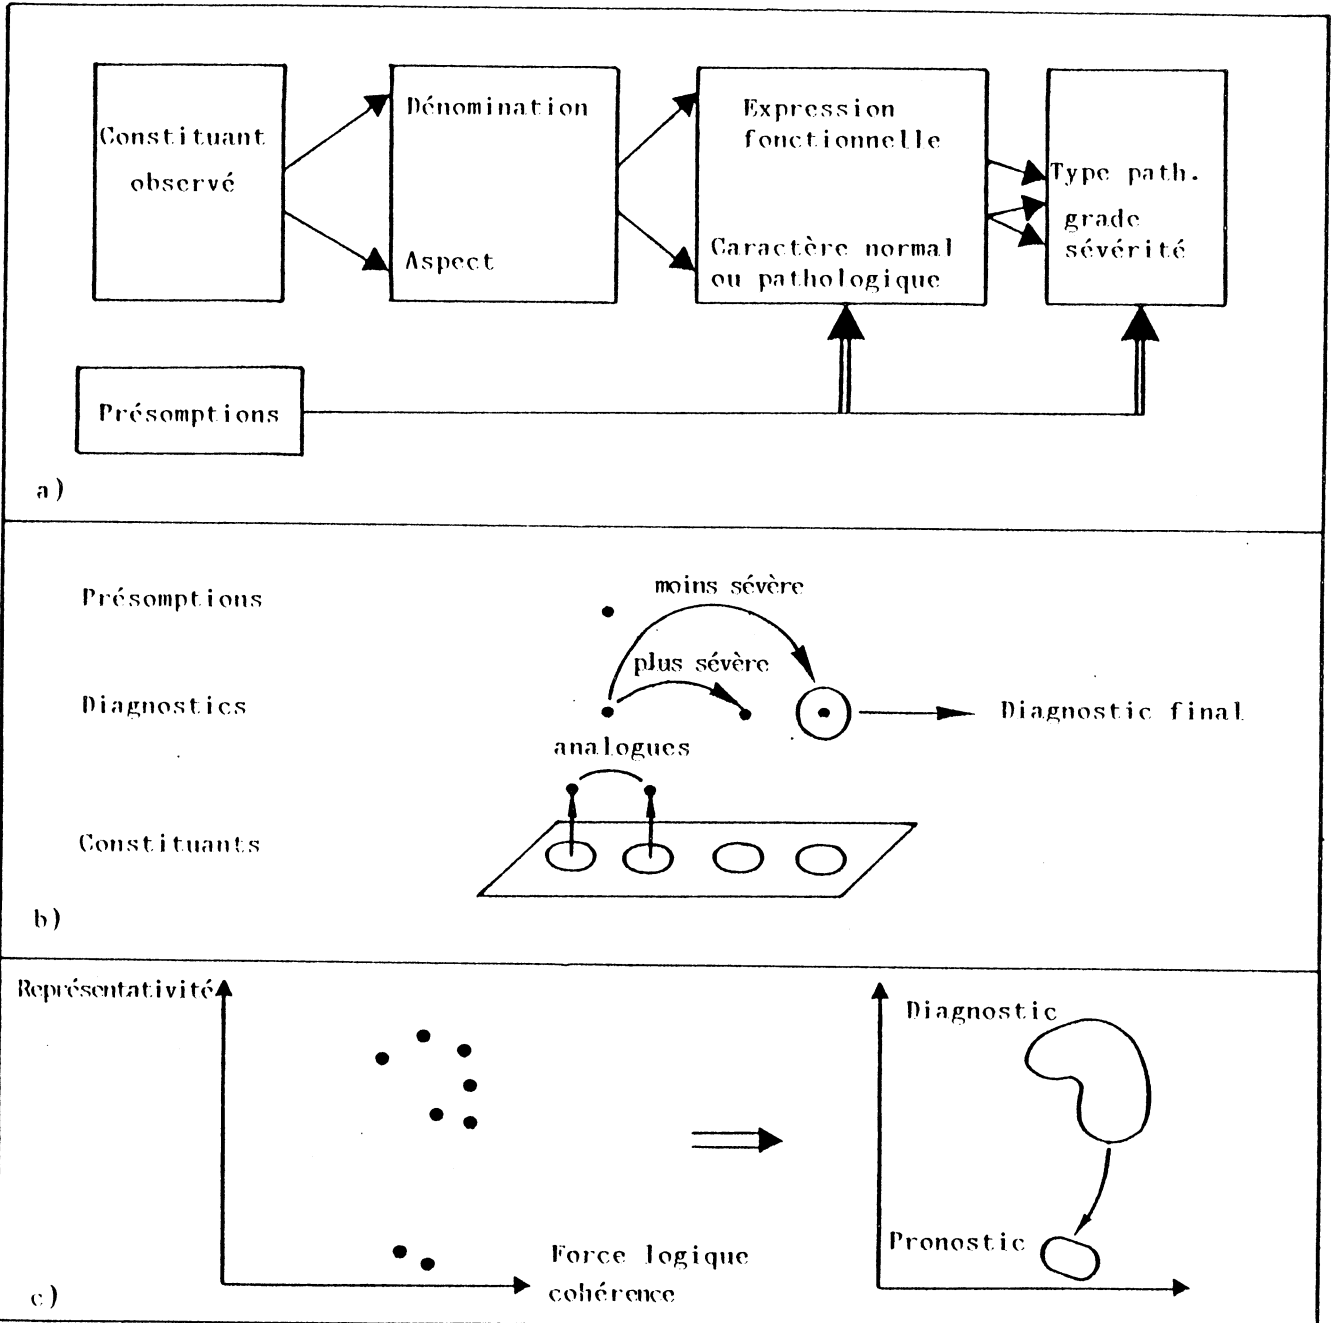 Constituant
observé
Dénomination
Aspect
Expression
fonctionnelle
Caractère normal
ou pathologique
Type path.
grade
sévérité
Présomptions
a)
Présomptions
moins sévère
plus sévère
Diagnostics
Diagnostic final
analogues
Constituants
b)
Représentativité
Force logique
cohérence
Diagnostic
Pronostic
c)